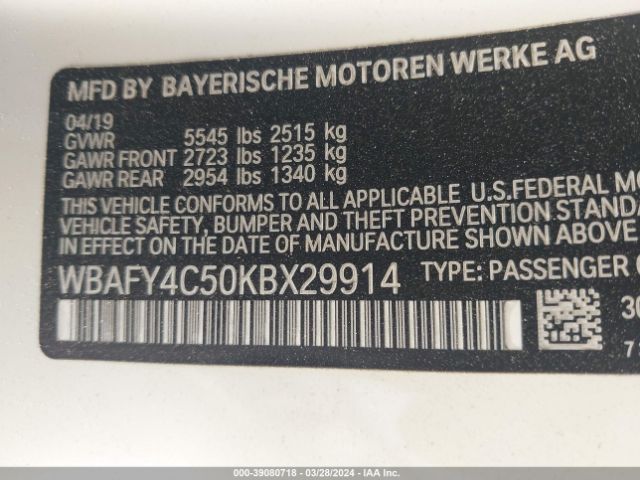 MFD BY BAYERISCHE MOTOREN WERKE AG
04/19
GVWR 5545 lbs 2515 kg
GAWR FRONT 2723 lbs 1235 kg
GAWR REAR 2954 lbs 1340 kg
THIS VEHICLE CONFORMS TO ALL APPLICABLE U.S.FEDERAL
VEHICLE SAFETY, BUMPER AND THEFT PREVENTION
IN EFFECT ON THE DATE OF MANUFACTURE SHOWN ABOVE
WBAFY4C50KBX29914 TYPE: PASSENGER
000-39080718 - 03/28/2024 - IAAI.CA